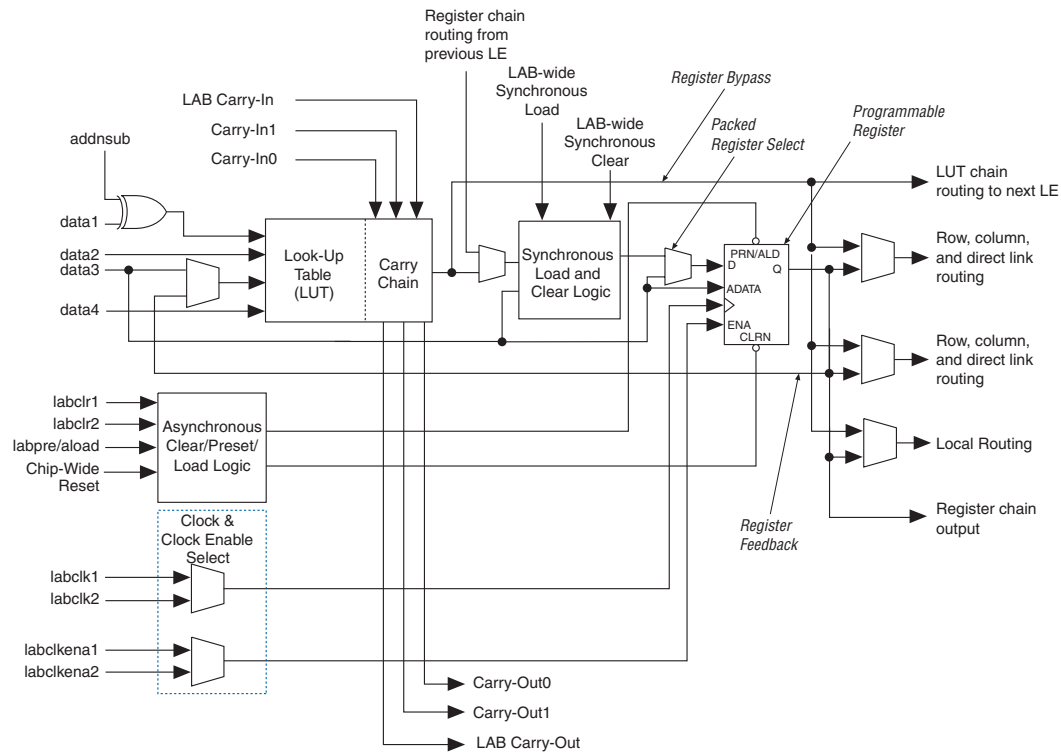 Register chain
routing from
previous LE
LAB-wide
Synchronous
Load
LAB-wide
Synchronous
Clear
Register Bypass
Packed
Register Select
Programmable
Register
LAB Carry-In
Carry-In1
Carry-In0
addnsub
data1
data2
data3
data4
Look-Up
Table
(LUT)
Carry
Chain
Synchronous
Load and
Clear Logic
PRN/ALD
D
Q
ADATA
ENA
CLRN
LUT chain
routing to next LE
Row, column,
and direct link
routing
Row, column,
and direct link
routing
Local Routing
Register chain
output
Register
Feedback
labclr1
labclr2
labpre/aload
Chip-Wide
Reset
Asynchronous
Clear/Preset/
Load Logic
Clock &
Clock Enable
Select
labclk1
labclk2
labclkena1
labclkena2
Carry-Out0
Carry-Out1
LAB Carry-Out